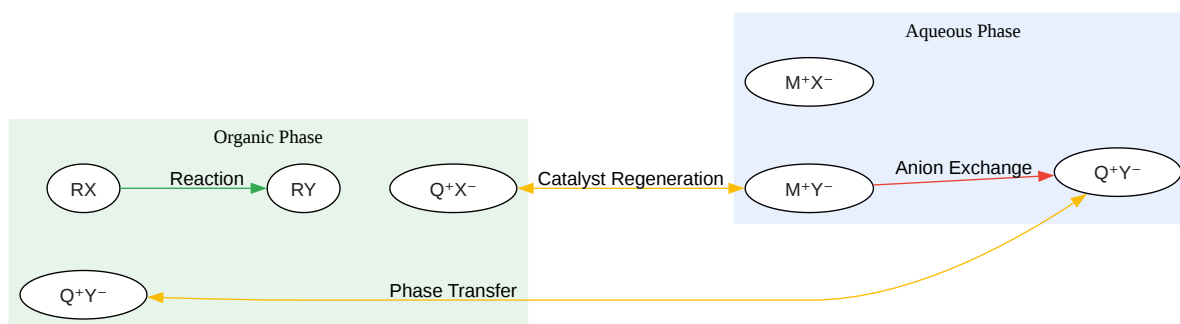 Aqueous Phase
M⁺X⁻
Organic Phase
RX
Reaction
RY
Q⁺X⁻
Catalyst Regeneration
M⁺Y⁻
Anion Exchange
Q⁺Y⁻
Q⁺Y⁻
Phase Transfer